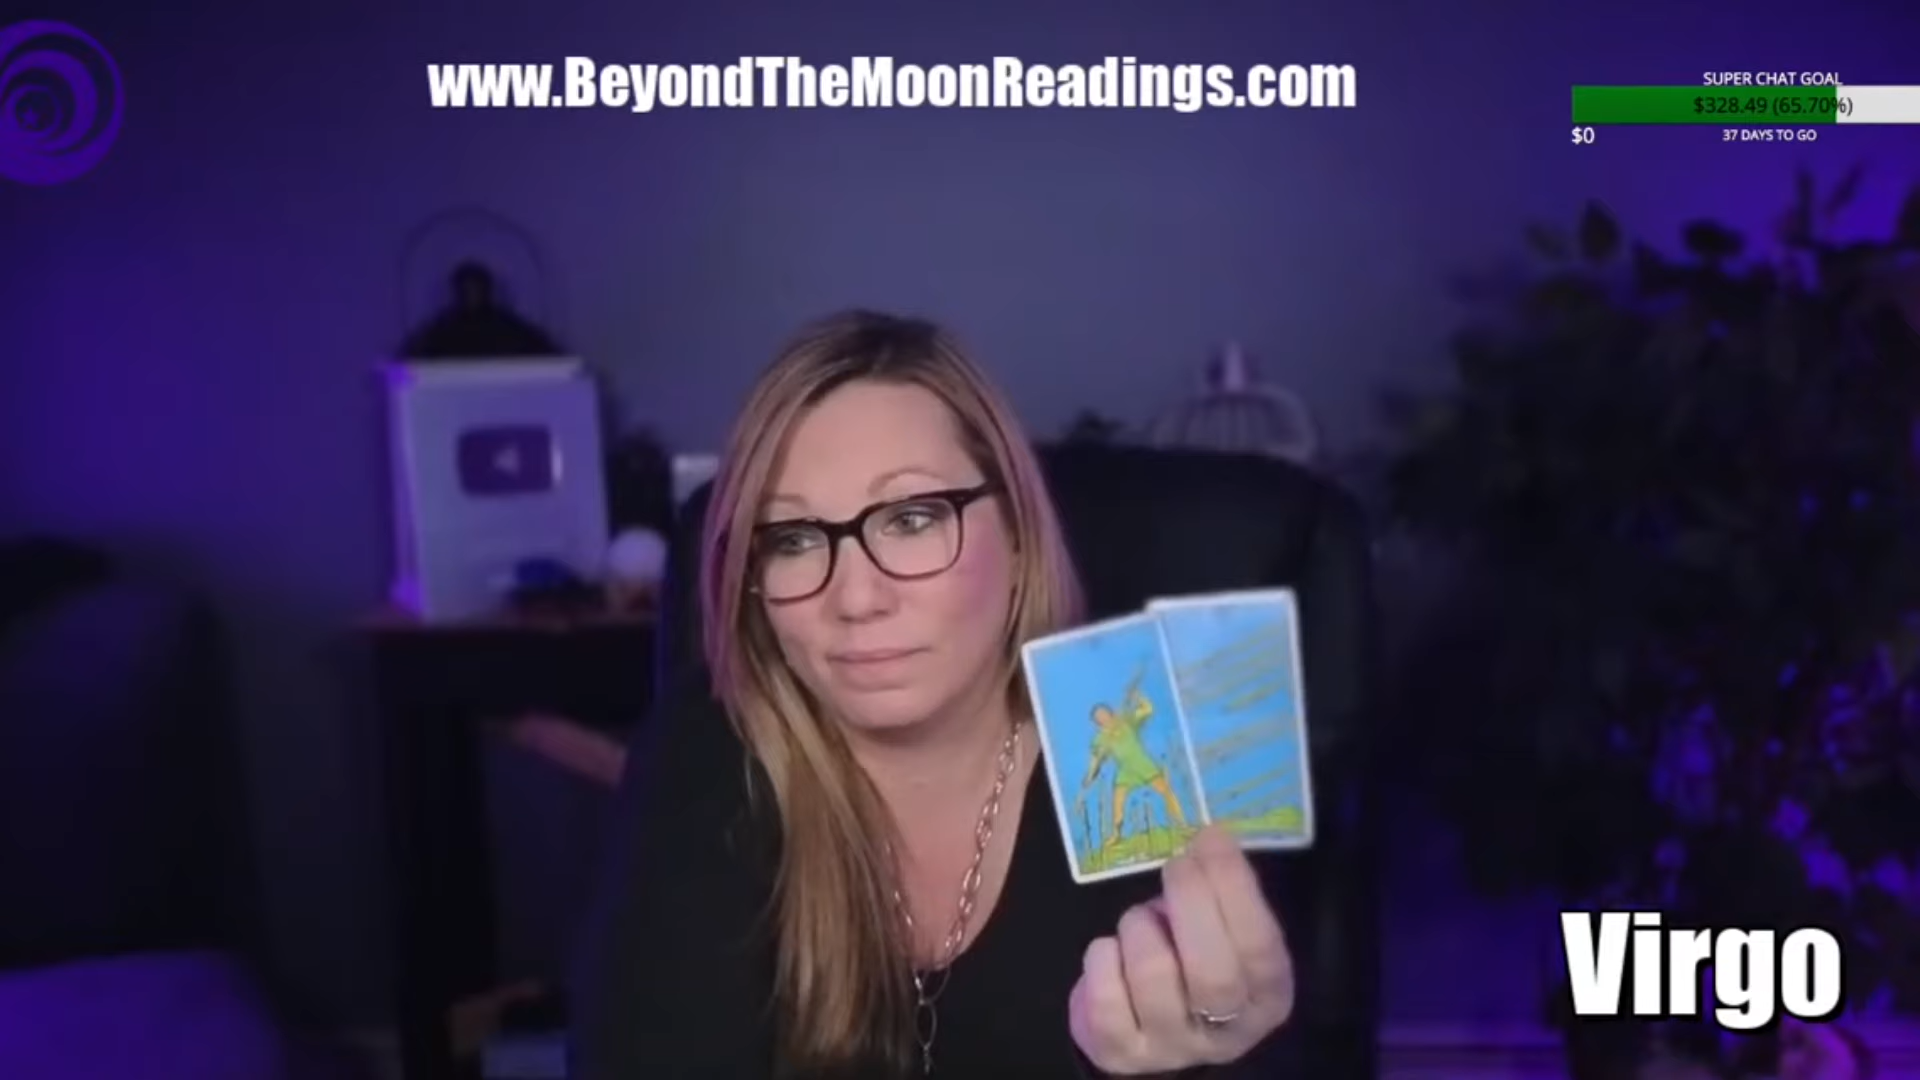 www.BeyondTheMoonReadings.com
SUPER CHAT GOAL
$328.49 (65.70%)
$0
37 DAYS TO GO
Virgo